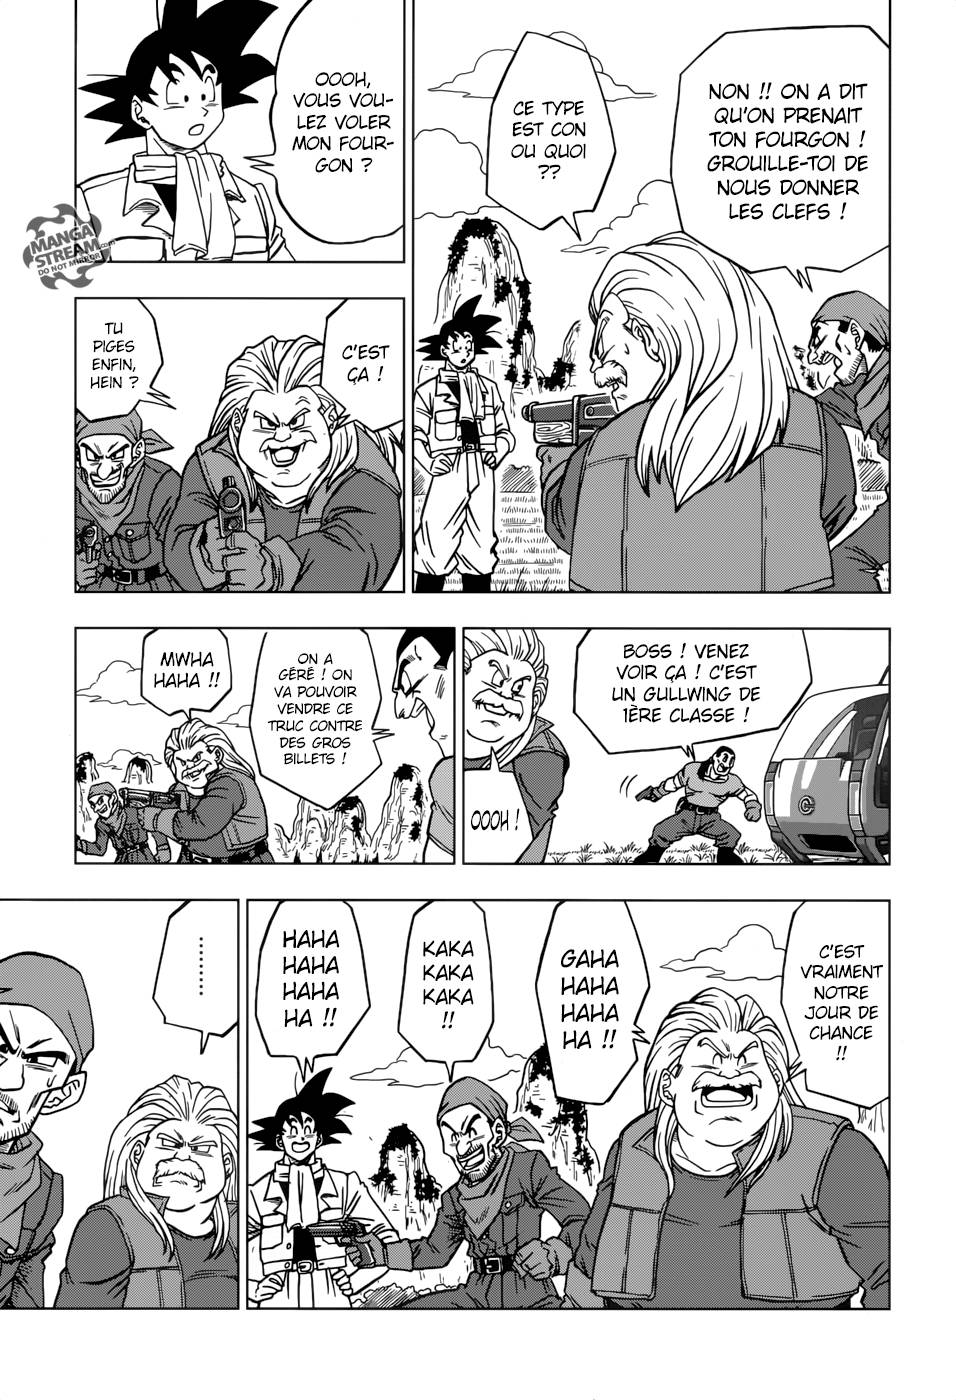 NON !! ON A DIT
QU'ON PRENAIT
TON FOURGON !
GROUILLE-TOI DE
NOUS DONNER
LES CLEFS !
CE TYPE
EST CON
OU QUOI
??
OOOH,
VOUS VOU-
LEZ VOLER
MON FOUR-
GON ?
C'EST
ÇA !
TU
PIGES
ENFIN,
HEIN ?
MANGA
STREAM.com
DO NOT MIRROR
BOSS ! VENEZ
VOIR ÇA ! C'EST
UN GULLWING DE
1ÈRE CLASSE !
OOOH !
ON A
GÉRÉ ! ON
VA POUVOIR
VENDRE CE
TRUC CONTRE
DES GROS
BILLETS !
MWHA
HAHA !!
C'EST
VRAIMENT
NOTRE
JOUR DE
CHANCE
!!
GAHA
HAHA
HAHA
HA !!
KAKA
KAKA
KAKA
!!
HAHA
HAHA
HAHA
HA !!
.........